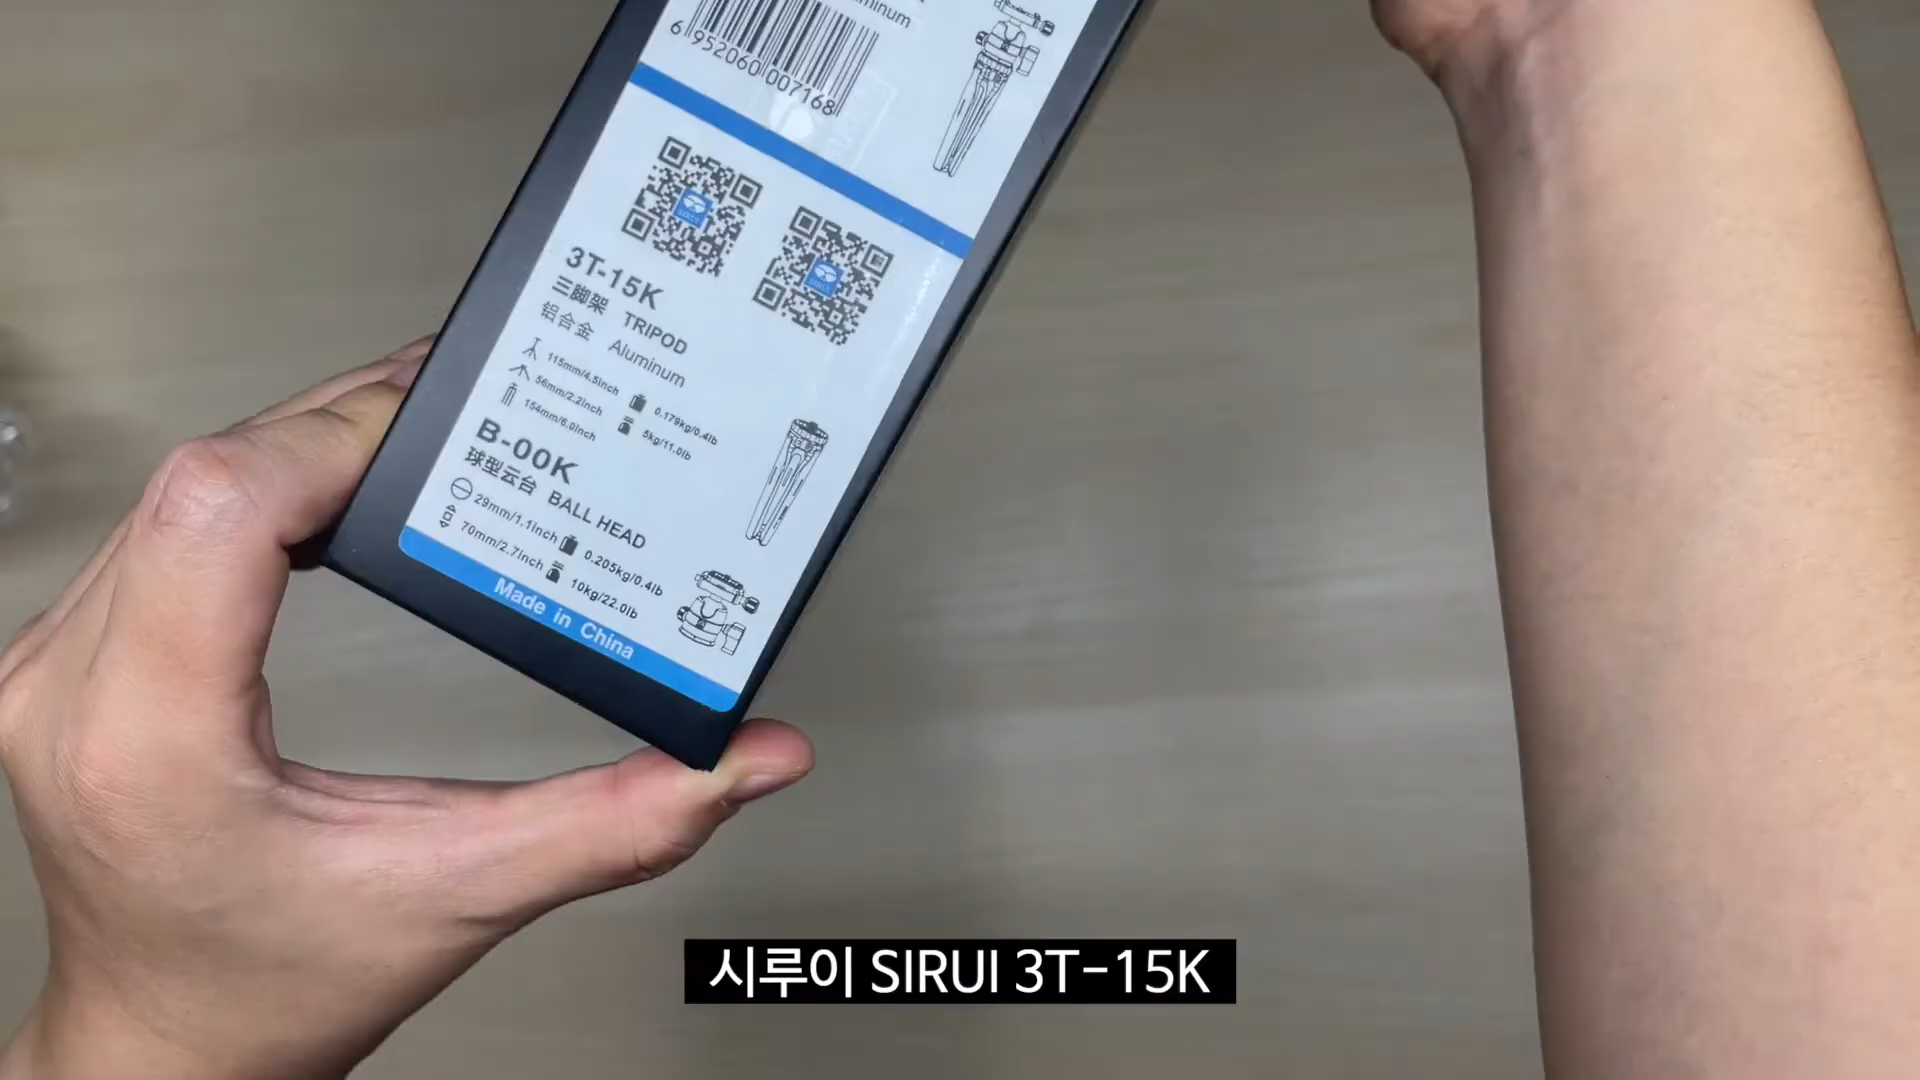 6 952060 007168
SIRUI
SIRUI
3T-15K
三脚架 TRIPOD
铝合金 Aluminum
115mm/4.5inch 0.179kg/0.4lb
56mm/2.2inch 5kg/11.0lb
154mm/6.0inch
B-00K
球型云台 BALL HEAD
29mm/1.1inch 0.205kg/0.4lb
70mm/2.7inch 10kg/22.0lb
Made in China
시루이 SIRUI 3T-15K